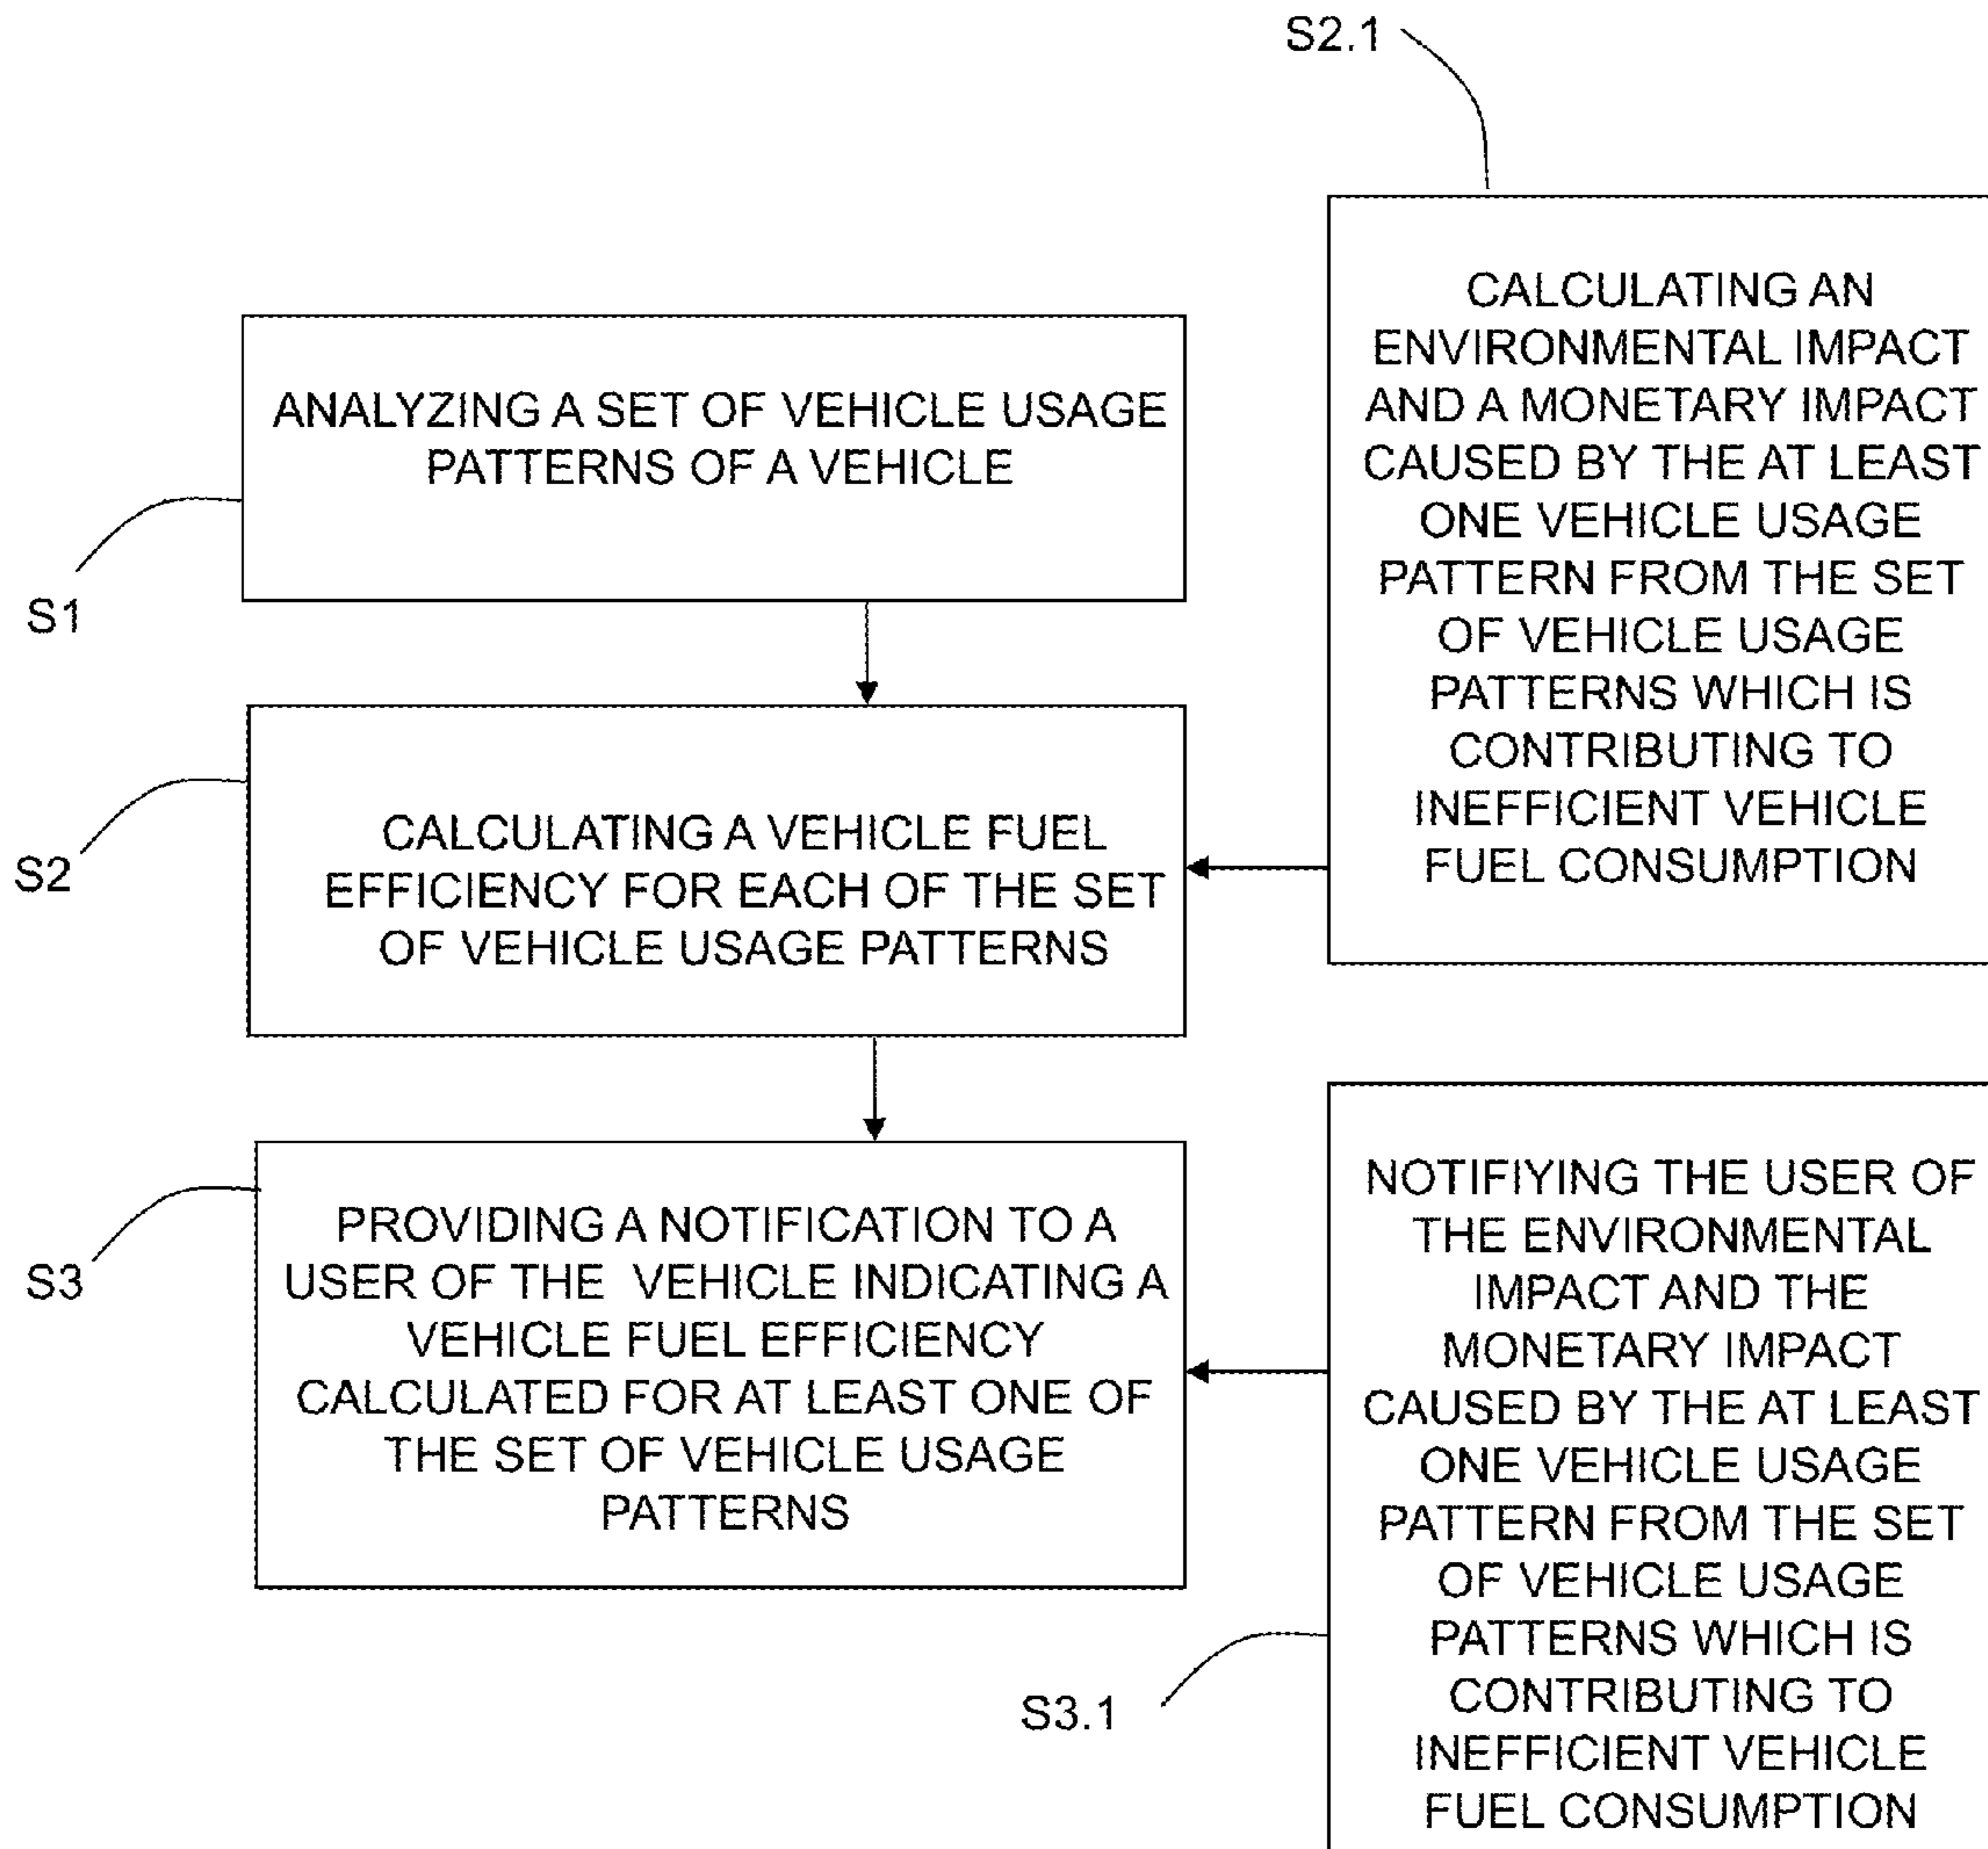 S2.1
CALCULATING AN
ENVIRONMENTAL IMPACT
AND A MONETARY IMPACT
CAUSED BY THE AT LEAST
ONE VEHICLE USAGE
PATTERN FROM THE SET
OF VEHICLE USAGE
PATTERNS WHICH IS
CONTRIBUTING TO
INEFFICIENT VEHICLE
FUEL CONSUMPTION
ANALYZING A SET OF VEHICLE USAGE
PATTERNS OF A VEHICLE
S1
CALCULATING A VEHICLE FUEL
EFFICIENCY FOR EACH OF THE SET
OF VEHICLE USAGE PATTERNS
S2
PROVIDING A NOTIFICATION TO A
USER OF THE VEHICLE INDICATING A
VEHICLE FUEL EFFICIENCY
CALCULATED FOR AT LEAST ONE OF
THE SET OF VEHICLE USAGE
PATTERNS
S3
NOTIFIYING THE USER OF
THE ENVIRONMENTAL
IMPACT AND THE
MONETARY IMPACT
CAUSED BY THE AT LEAST
ONE VEHICLE USAGE
PATTERN FROM THE SET
OF VEHICLE USAGE
PATTERNS WHICH IS
CONTRIBUTING TO
INEFFICIENT VEHICLE
FUEL CONSUMPTION
S3.1